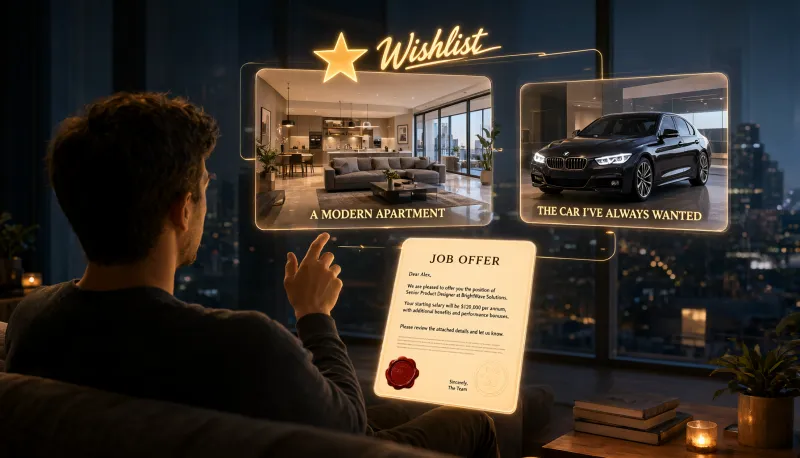 Wishlist
A MODERN APARTMENT
THE CAR I'VE ALWAYS WANTED
JOB OFFER
Dear Alex,
We are pleased to offer you the position of
Senior Product Designer at BrightWave Solutions.
Your starting salary will be $120,000 per annum,
with additional benefits and performance bonuses.
Please review the attached details and let us know.
Sincerely,
The Team